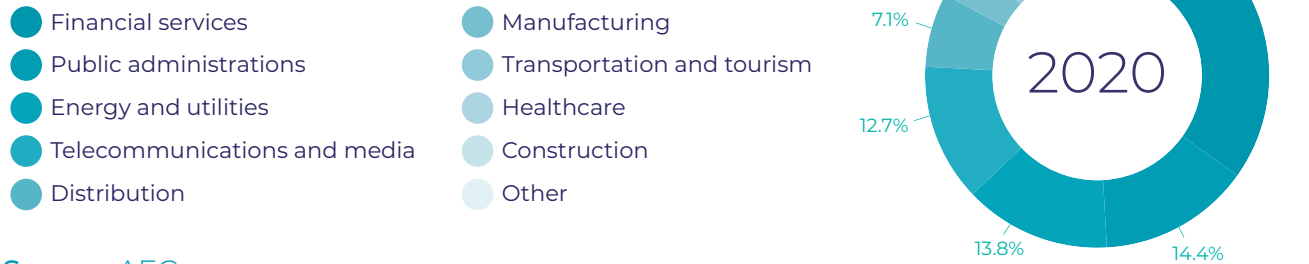 Financial services
Public administrations
Energy and utilities
Telecommunications and media
Distribution
Manufacturing
Transportation and tourism
Healthcare
Construction
Other
7.1%
2020
12.7%
13.8%
14.4%